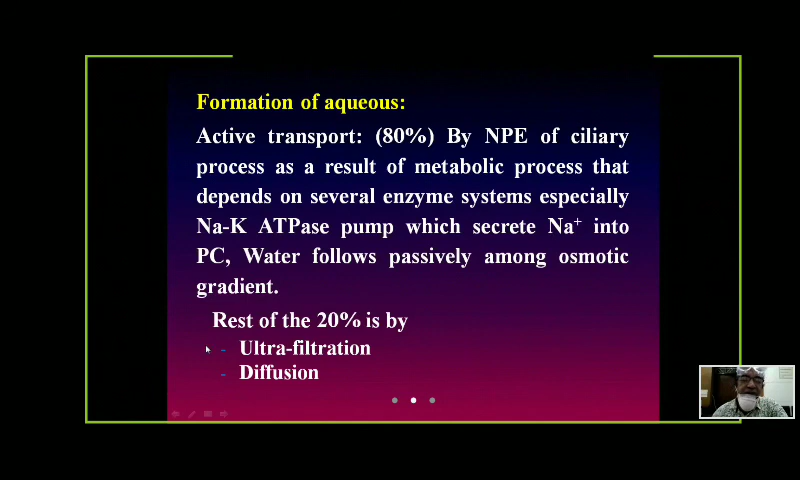 Formation of aqueous:
Active transport: (80%) By NPE of ciliary
process as a result of metabolic process that
depends on several enzyme systems especially
Na-K ATPase pump which secrete Na⁺ into
PC, Water follows passively among osmotic
gradient.
Rest of the 20% is by
- Ultra-filtration
- Diffusion